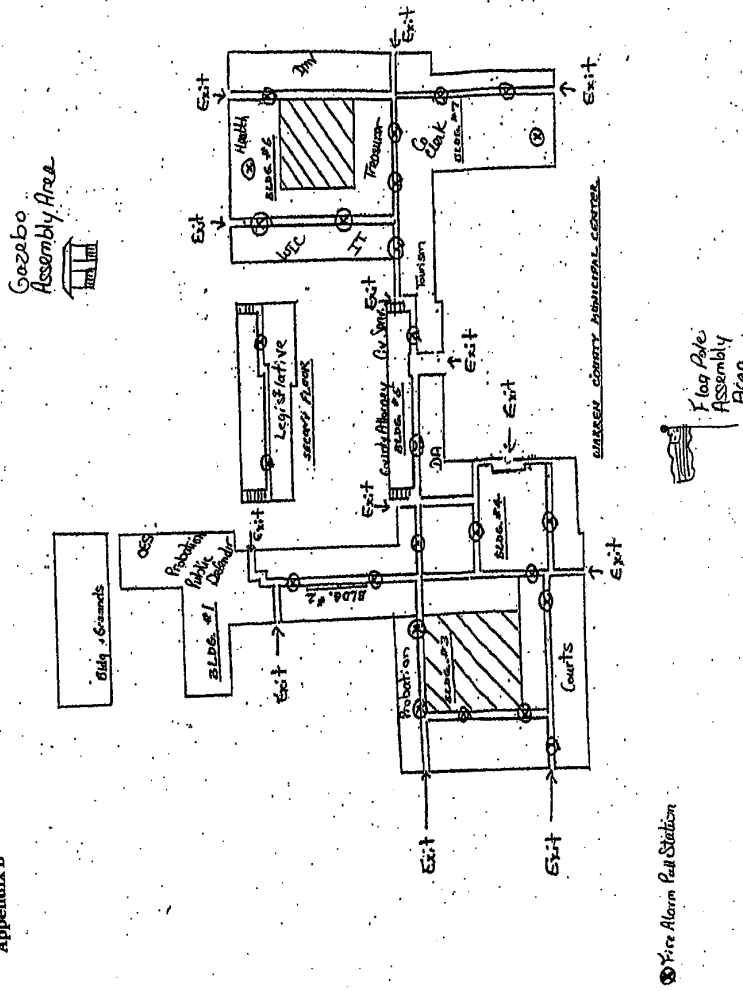 Appendix B
Gazebo
Assembly Area
Exit
Exit
DMV
Exit
Health
BLDG #6
Treasurer
Co
Clerk
BLDG. #7
Exit
Exit
IT
Tourism
Legislative
SECOND FLOOR
Exit
Civ Serv.
County Attorney
BLDG #5
Exit
DA
Exit
Exit
WARREN COUNTY MUNICIPAL CENTER
Flag Pole
Assembly
Area
Bldg & Grounds
OES
Probation
Public
Defender
BLDG #1
Exit
Exit
BLDG. #2
BLDG #4
Exit
Probation
BLDG #3
Courts
Exit
Exit
Fire Alarm Pull Station